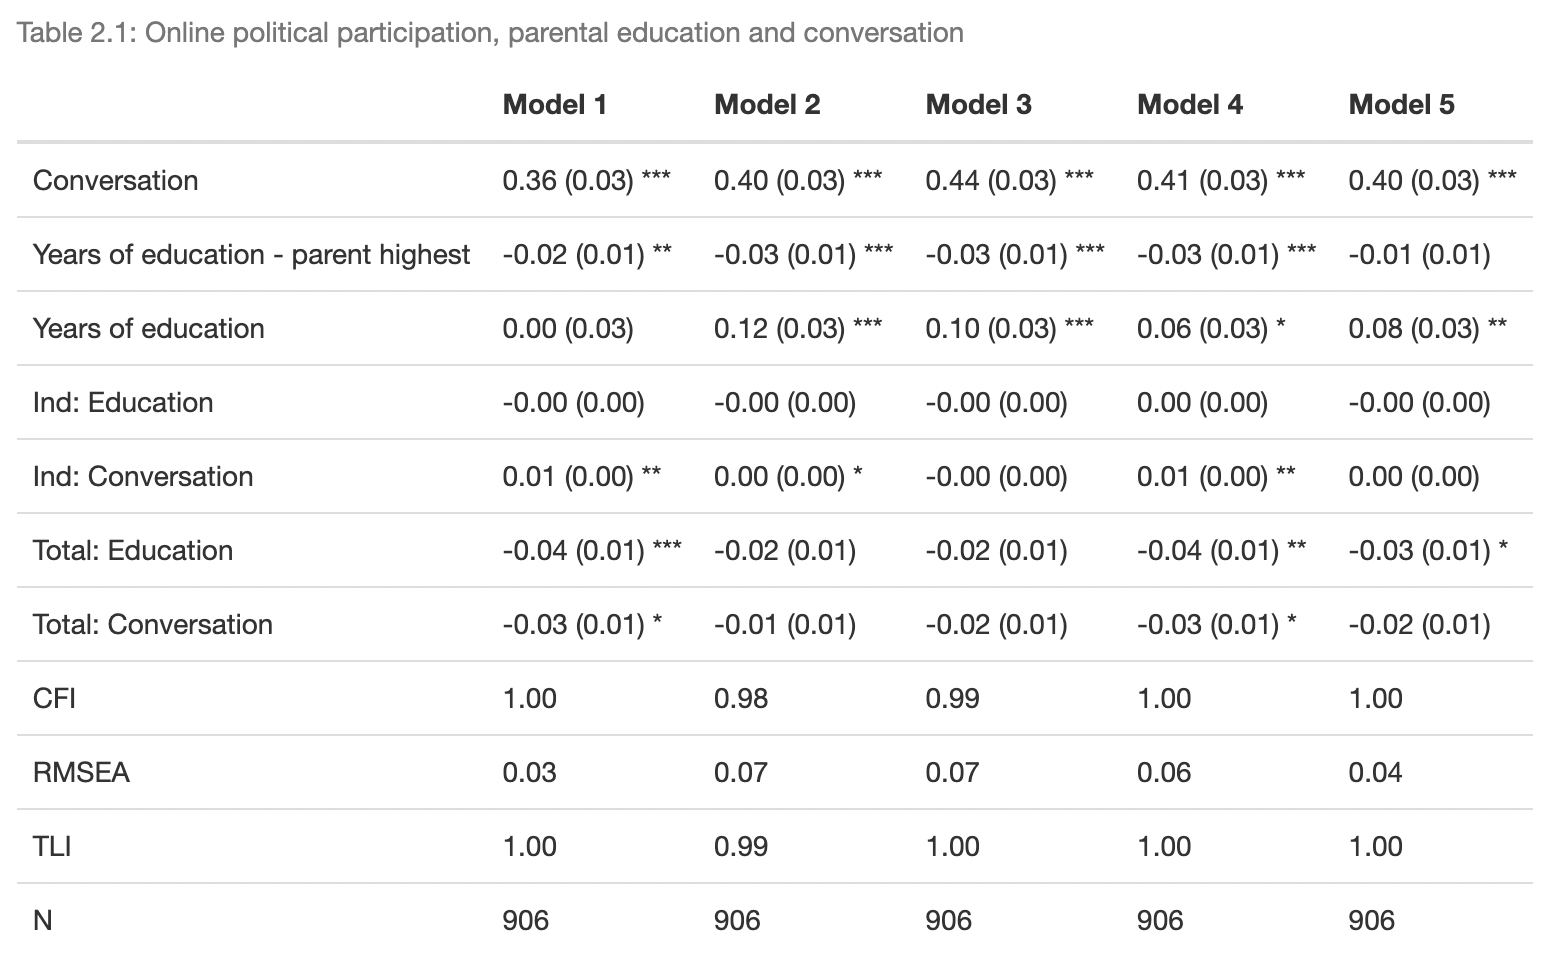 Table 2.1: Online political participation, parental education and conversation
Model 1 Model 2 Model 3 Model 4 Model 5
Conversation 0.36 (0.03) *** 0.40 (0.03) *** 0.44 (0.03) *** 0.41 (0.03) *** 0.40 (0.03) ***
Years of education - parent highest -0.02 (0.01) ** -0.03 (0.01) *** -0.03 (0.01) *** -0.03 (0.01) *** -0.01 (0.01)
Years of education 0.00 (0.03) 0.12 (0.03) *** 0.10 (0.03) *** 0.06 (0.03) * 0.08 (0.03) **
Ind: Education -0.00 (0.00) -0.00 (0.00) -0.00 (0.00) 0.00 (0.00) -0.00 (0.00)
Ind: Conversation 0.01 (0.00) ** 0.00 (0.00) * -0.00 (0.00) 0.01 (0.00) ** 0.00 (0.00)
Total: Education -0.04 (0.01) *** -0.02 (0.01) -0.02 (0.01) -0.04 (0.01) ** -0.03 (0.01) *
Total: Conversation -0.03 (0.01) * -0.01 (0.01) -0.02 (0.01) -0.03 (0.01) * -0.02 (0.01)
CFI 1.00 0.98 0.99 1.00 1.00
RMSEA 0.03 0.07 0.07 0.06 0.04
TLI 1.00 0.99 1.00 1.00 1.00
N 906 906 906 906 906